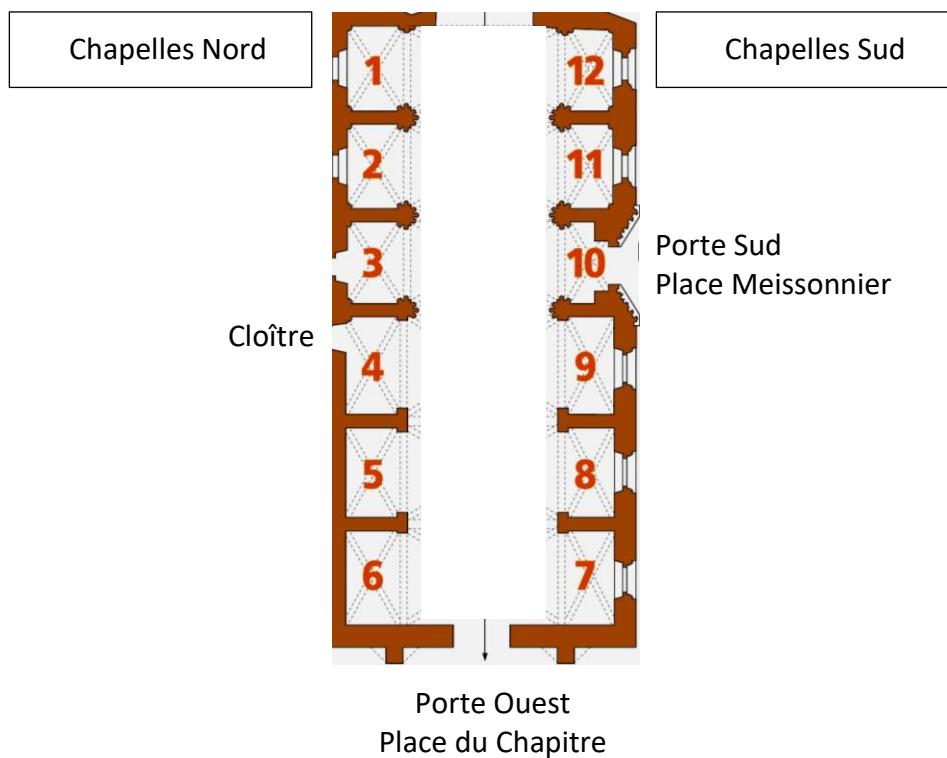 Chapelles Nord
Chapelles Sud
1
12
2
11
3
10
Porte Sud
Place Meissonnier
Cloître
4
9
5
8
6
7
Porte Ouest
Place du Chapitre